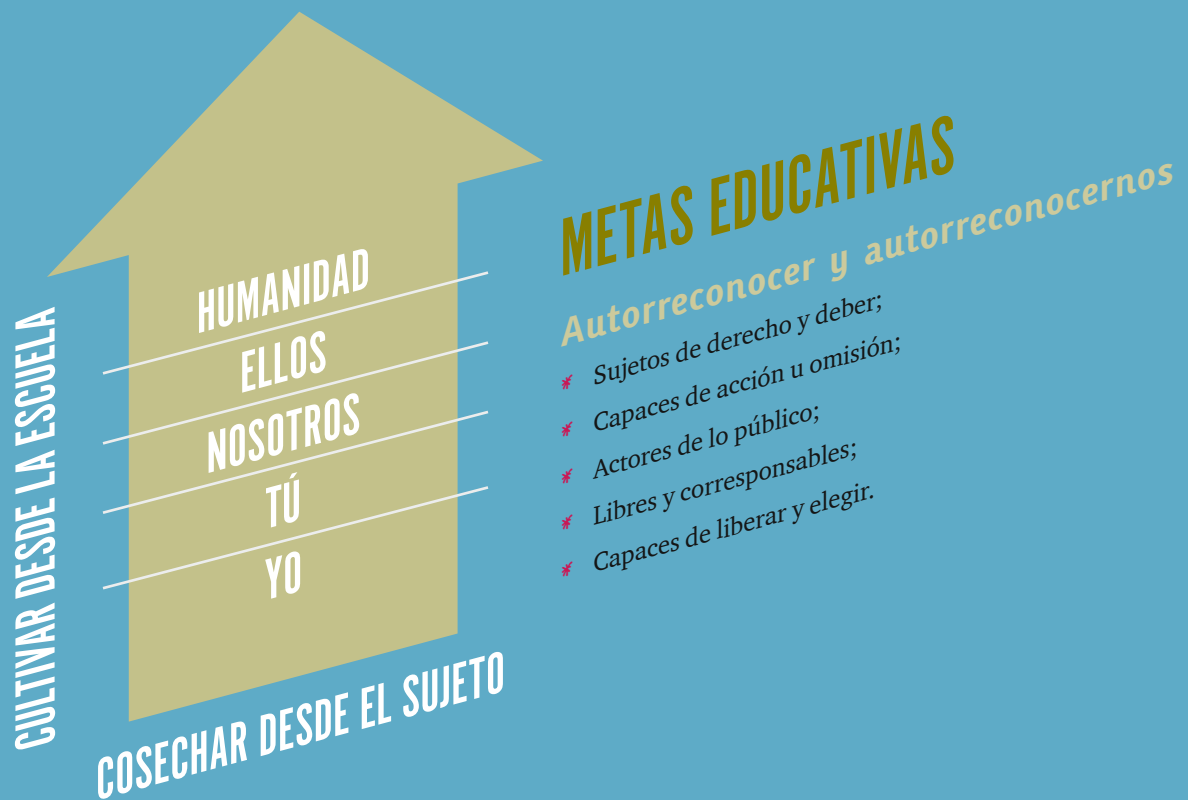 CULTIVAR DESDE LA ESCUELA
HUMANIDAD
ELLOS
NOSOTROS
TÚ
YO
COSECHAR DESDE EL SUJETO
METAS EDUCATIVAS
Autorreconocer y autorreconocernos
Sujetos de derecho y deber;
Capaces de acción u omisión;
Actores de lo público;
Libres y corresponsables;
Capaces de liberar y elegir.